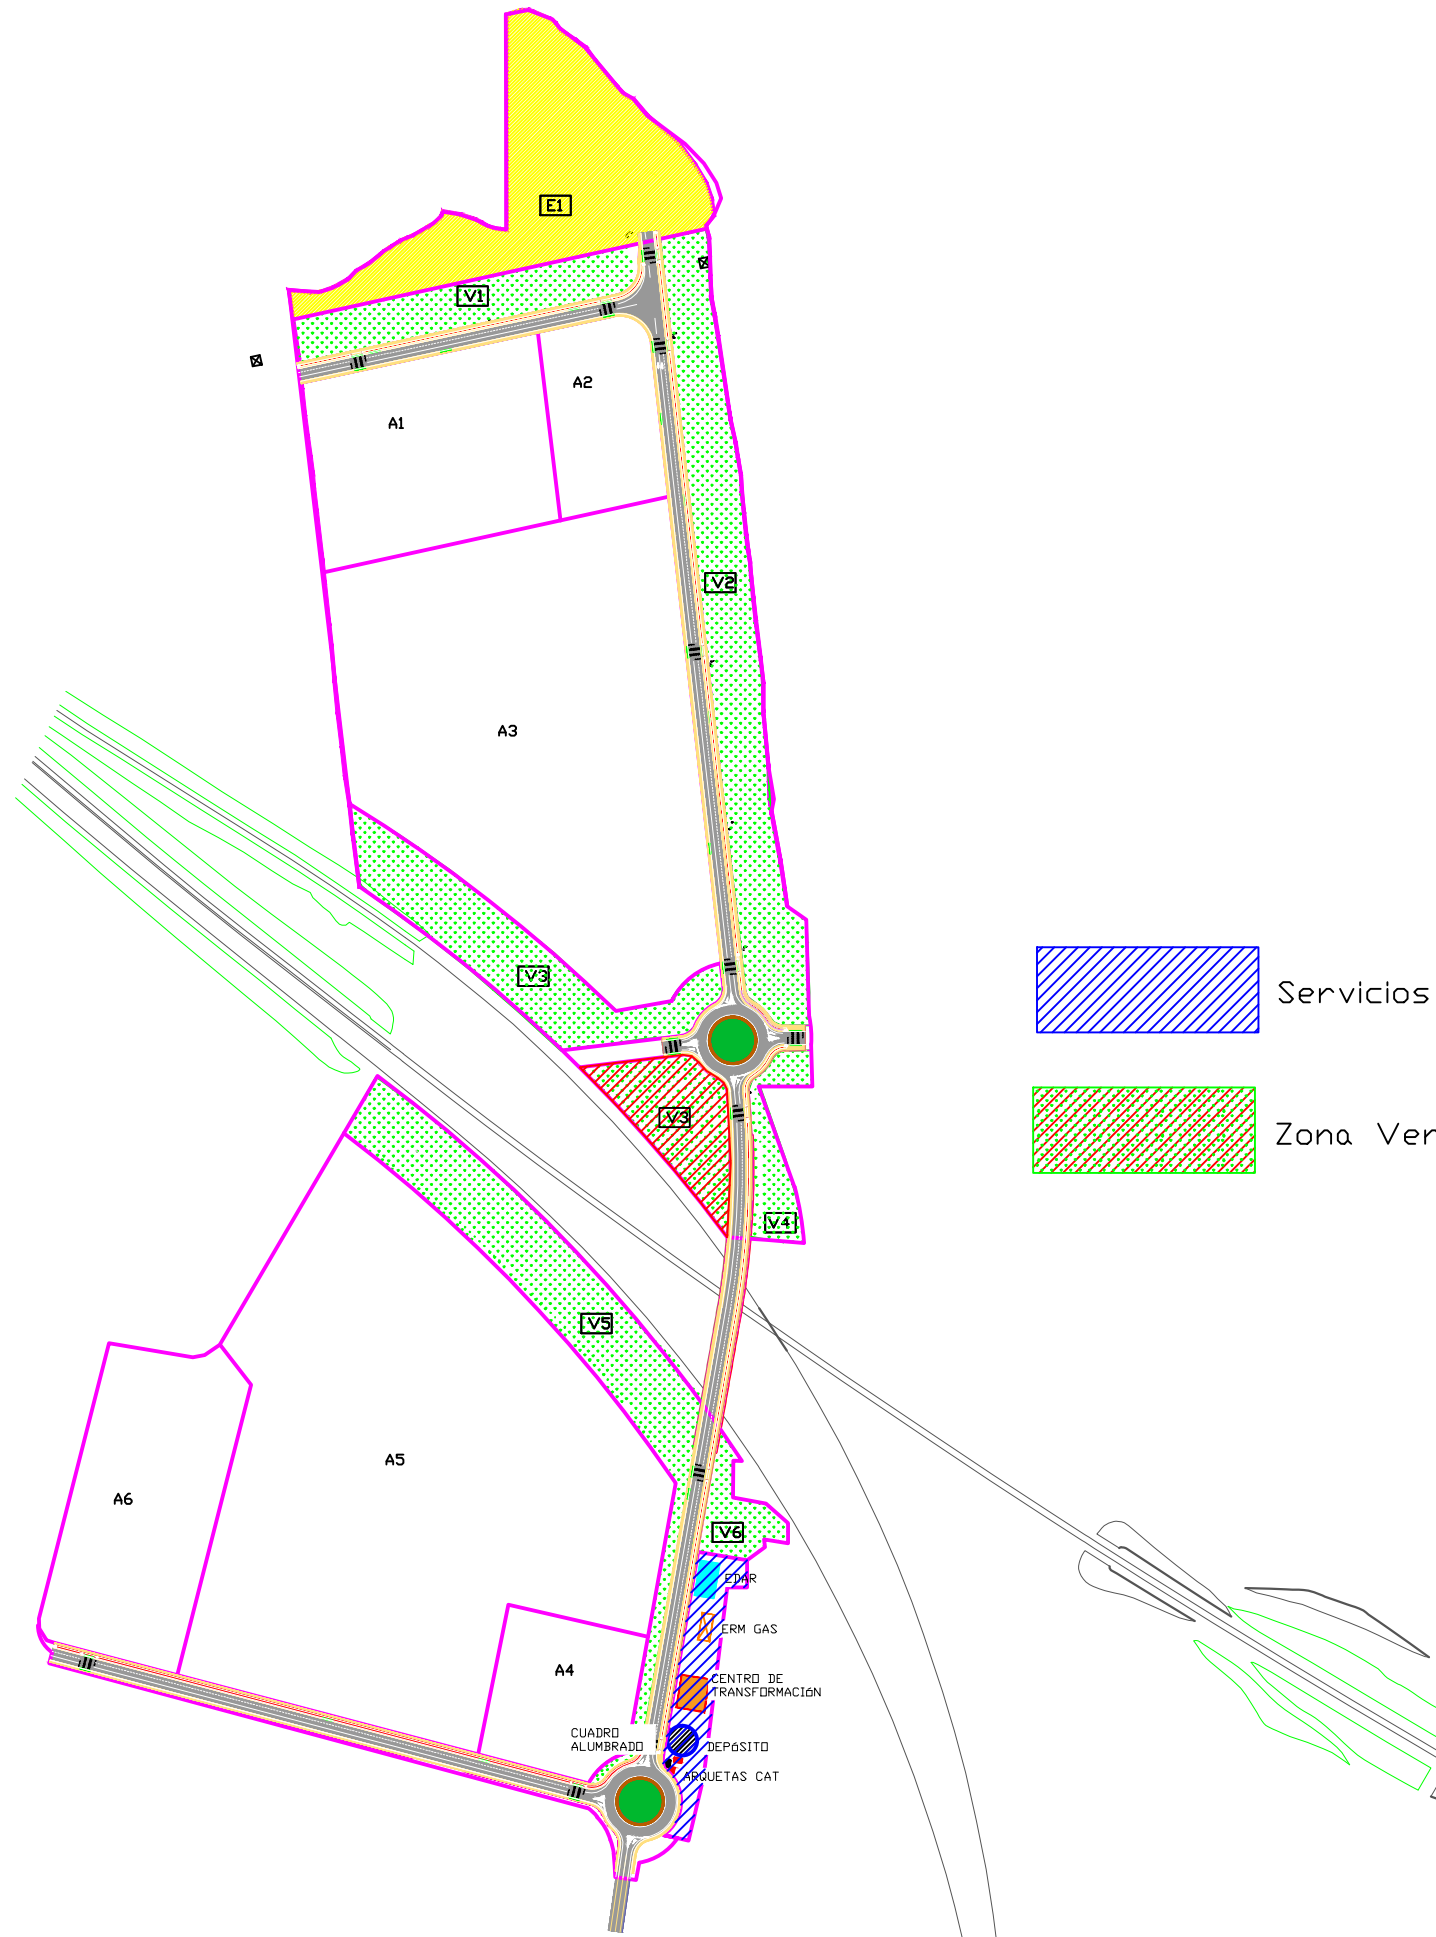 E1
V1
A2
A1
V2
A3
V3
Servicios
V3
Zona Ver
V4
V5
A5
A6
V6
EDAR
ERM GAS
A4
CENTRO DE
TRANSFORMACIóN
CUADRO
ALUMBRADO
DEPóSITO
ARQUETAS CAT